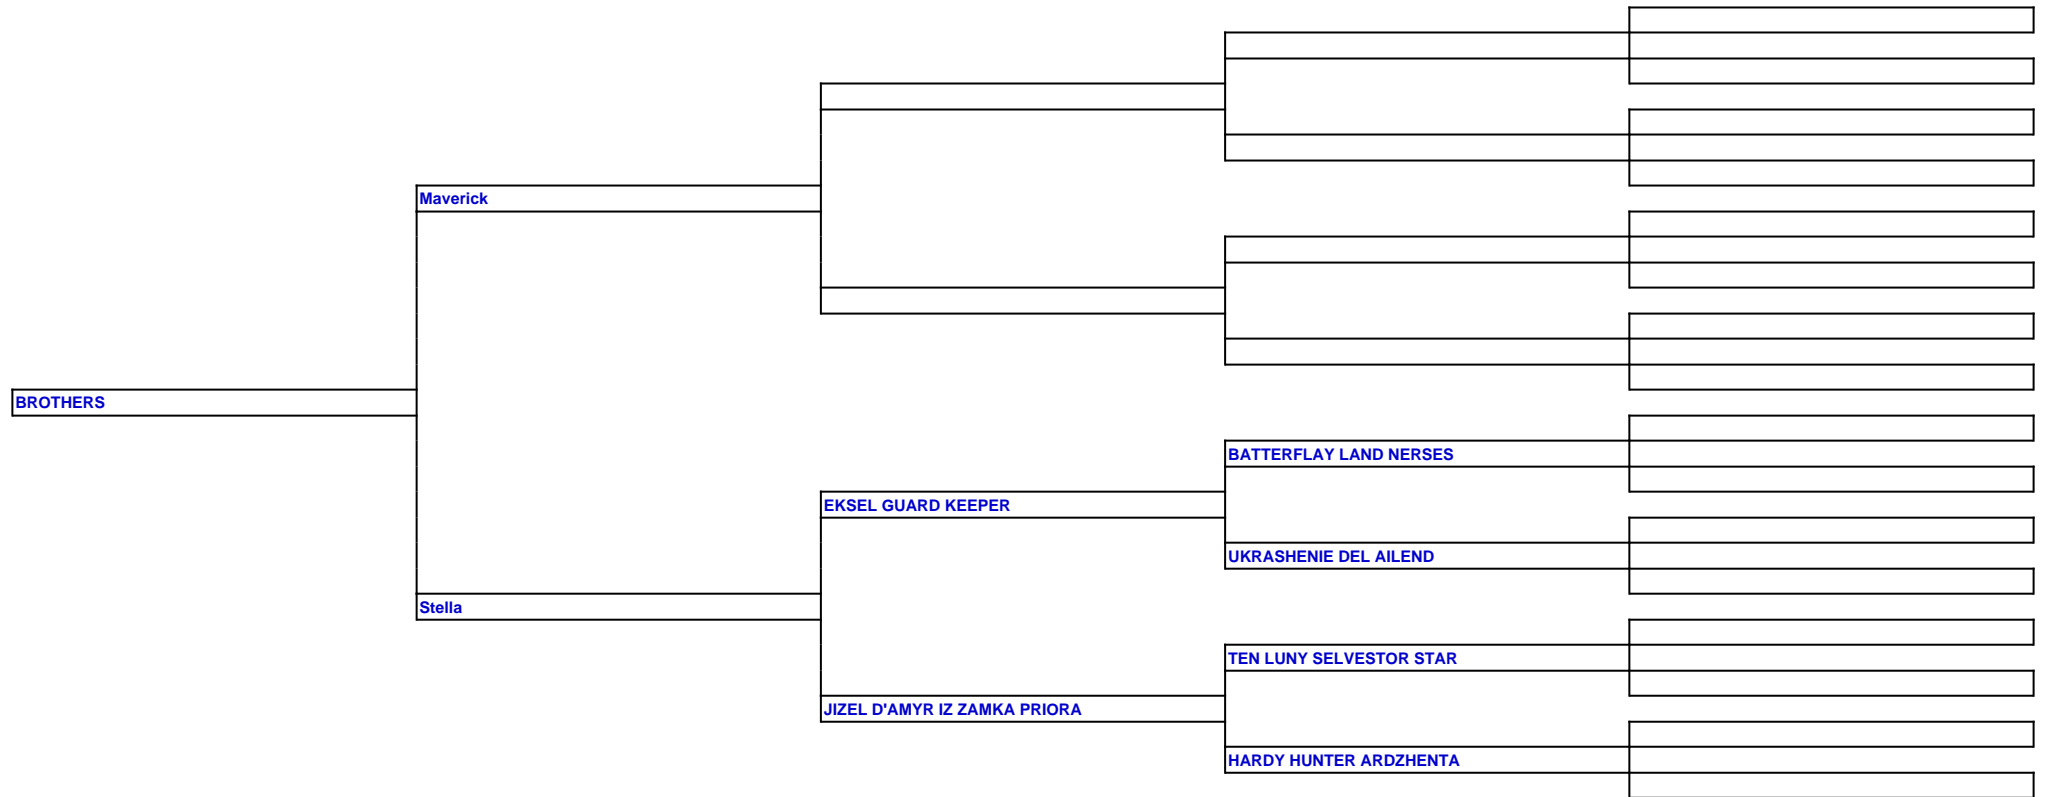 Maverick
BROTHERS
BATTERFLAY LAND NERSES
EKSEL GUARD KEEPER
UKRASHENIE DEL AILEND
Stella
TEN LUNY SELVESTOR STAR
JIZEL D'AMYR IZ ZAMKA PRIORA
HARDY HUNTER ARDZHENTA